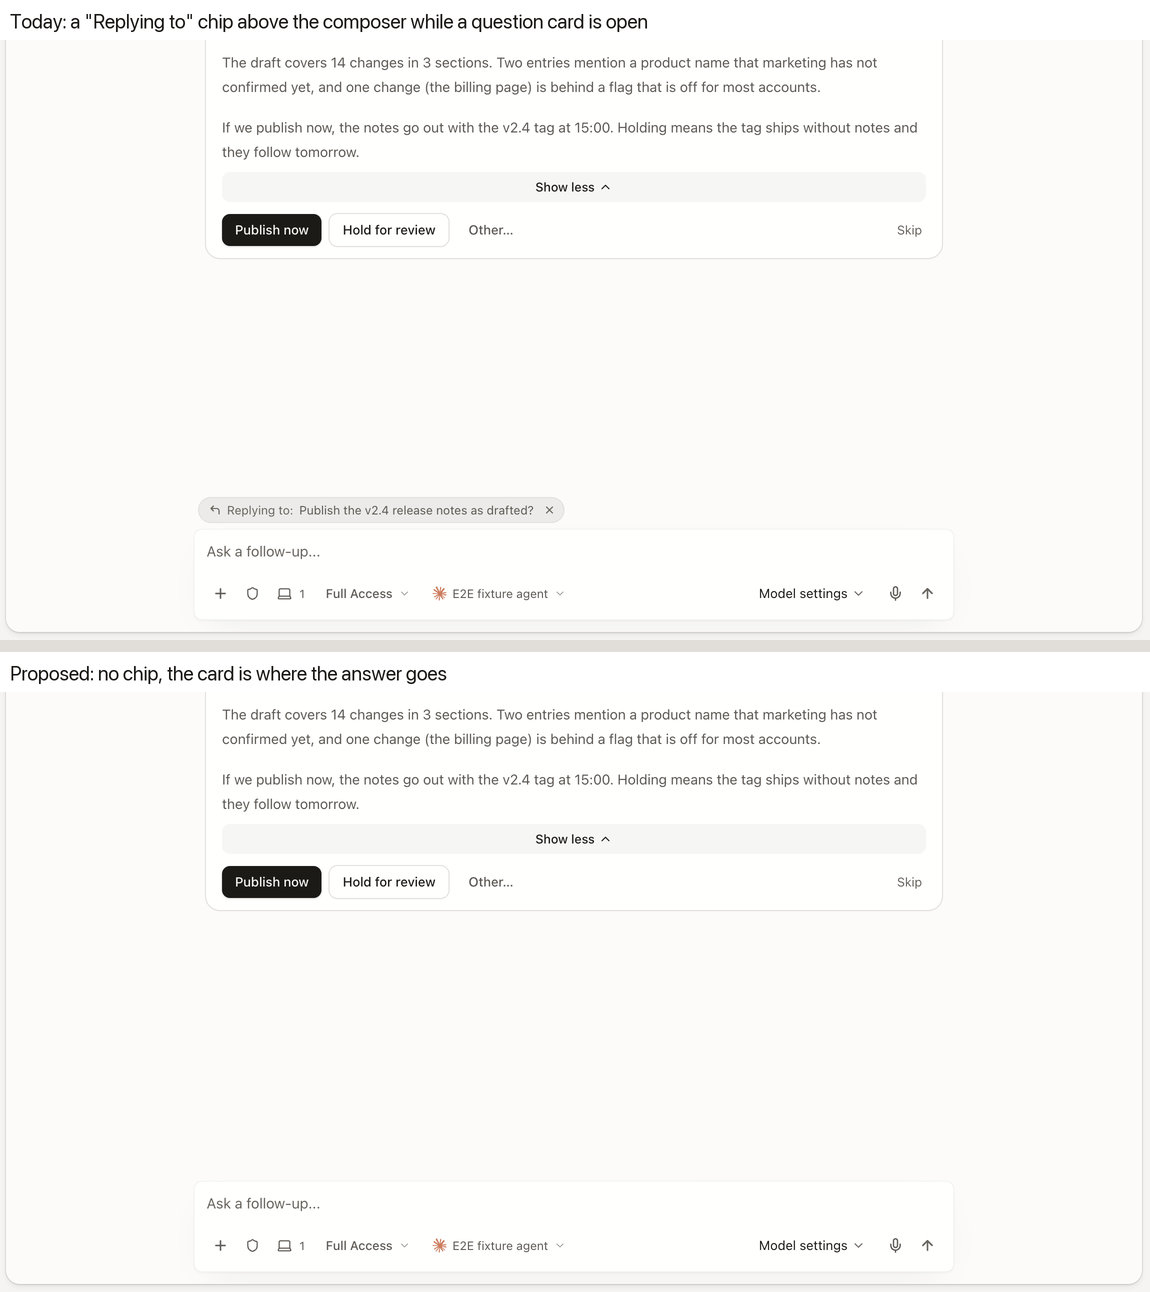 Today: a "Replying to" chip above the composer while a question card is open
The draft covers 14 changes in 3 sections. Two entries mention a product name that marketing has not
confirmed yet, and one change (the billing page) is behind a flag that is off for most accounts.
If we publish now, the notes go out with the v2.4 tag at 15:00. Holding means the tag ships without notes and
they follow tomorrow.
Show less
Publish now Hold for review Other... Skip
Replying to: Publish the v2.4 release notes as drafted?
Ask a follow-up...
1 Full Access E2E fixture agent Model settings
Proposed: no chip, the card is where the answer goes
The draft covers 14 changes in 3 sections. Two entries mention a product name that marketing has not
confirmed yet, and one change (the billing page) is behind a flag that is off for most accounts.
If we publish now, the notes go out with the v2.4 tag at 15:00. Holding means the tag ships without notes and
they follow tomorrow.
Show less
Publish now Hold for review Other... Skip
Ask a follow-up...
1 Full Access E2E fixture agent Model settings